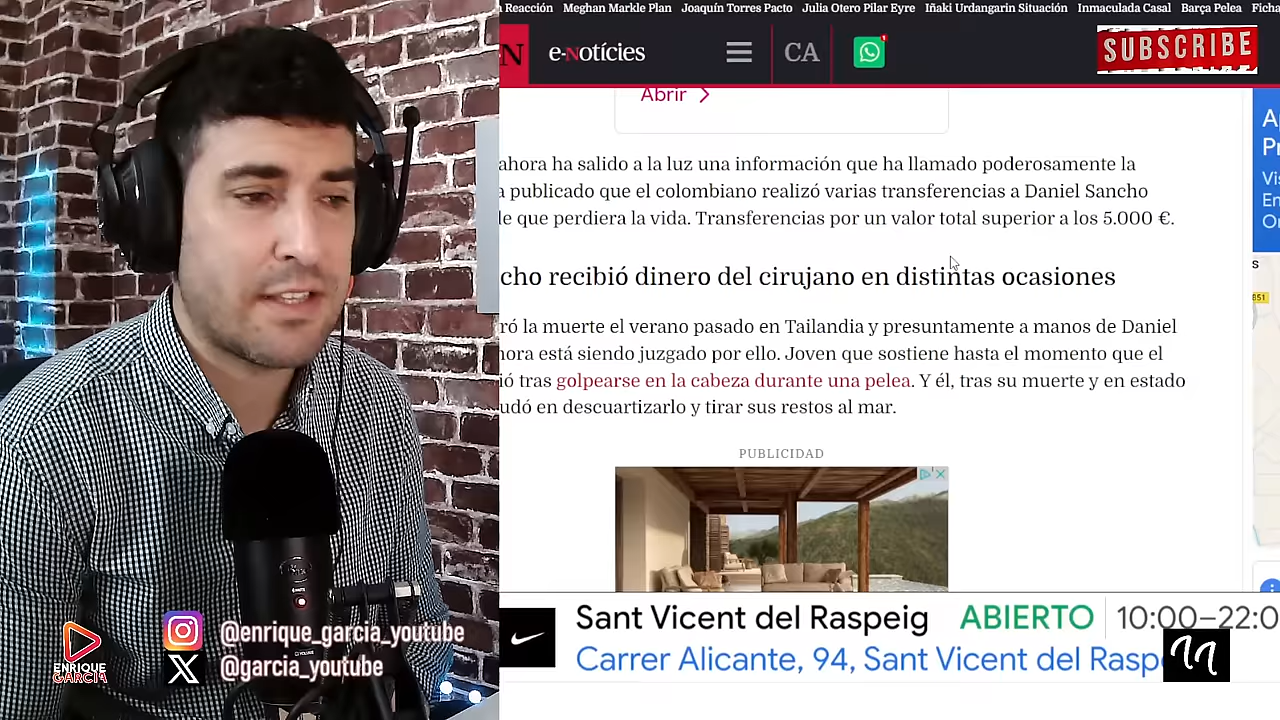 n Reacción Meghan Markle Plan Joaquín Torres Pacto Julia Otero Pilar Eyre Iñaki Urdangarin Situación Inmaculada Casal Barça Pelea Ficha
N
e-notícies
CA
1
SUBSCRIBE
Abrir
ahora ha salido a la luz una información que ha llamado poderosamente la
a publicado que el colombiano realizó varias transferencias a Daniel Sancho
de que perdiera la vida. Transferencias por un valor total superior a los 5.000 €.
cho recibió dinero del cirujano en distintas ocasiones
ró la muerte el verano pasado en Tailandia y presuntamente a manos de Daniel
hora está siendo juzgado por ello. Joven que sostiene hasta el momento que el
ió tras golpearse en la cabeza durante una pelea. Y él, tras su muerte y en estado
udó en descuartizarlo y tirar sus restos al mar.
PUBLICIDAD
Sant Vicent del Raspeig ABIERTO 10:00–22:0
Carrer Alicante, 94, Sant Vicent del Raspe
@enrique_garcia_youtube
@garcia_youtube
ENRIQUE
GARCIA